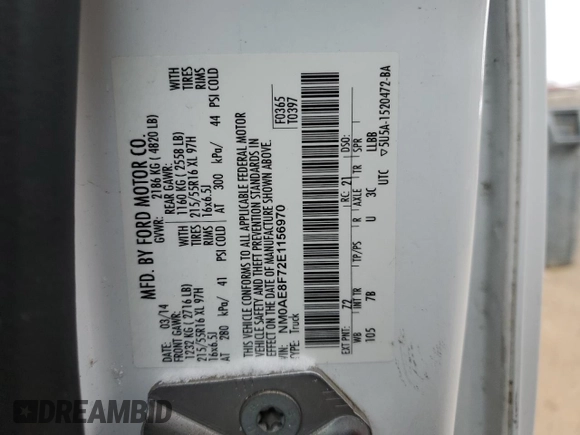 MFD. BY FORD MOTOR CO.
DATE: 03/14 GVWR: 2186 KG ( 4820 LB)
FRONT GAWR: REAR GAWR: WITH
1232 KG ( 2716 LB) 1160 KG ( 2558 LB) TIRES
215/55R16 XL 97H TIRES 215/55R16 XL 97H RIMS
16x6.5J RIMS 16x6.5J
AT 280 kPa/ 41 PSI COLD AT 300 kPa/ 44 PSI COLD
THIS VEHICLE CONFORMS TO ALL APPLICABLE FEDERAL MOTOR
VEHICLE SAFETY AND THEFT PREVENTION STANDARDS IN
EFFECT ON THE DATE OF MANUFACTURE SHOWN ABOVE.
VIN: NM0AE8F72E1156970
TYPE: Truck
F0365
T0397
EXT PNT: Z2 RC: 21 DSO:
WB INT TR TP/PS R AXLE TR SPR
105 7B U 3C LLBB
UTC ▽5U5A-1520472-BA
DREAMBID